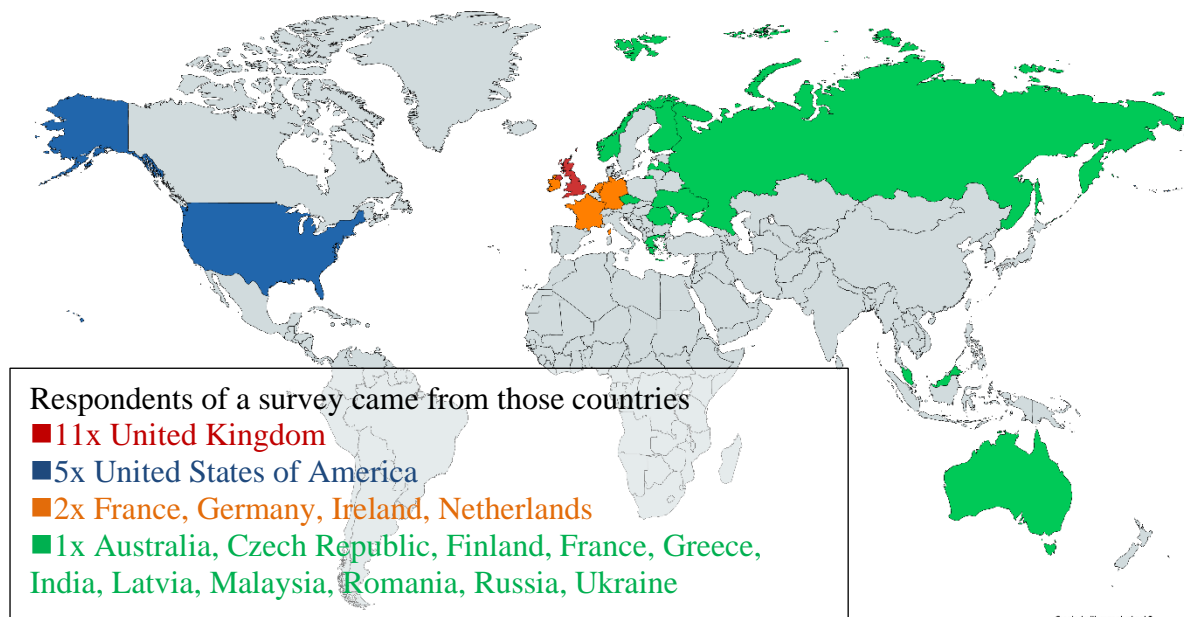 Respondents of a survey came from those countries
■11x United Kingdom
■5x United States of America
■2x France, Germany, Ireland, Netherlands
■1x Australia, Czech Republic, Finland, France, Greece,
India, Latvia, Malaysia, Romania, Russia, Ukraine